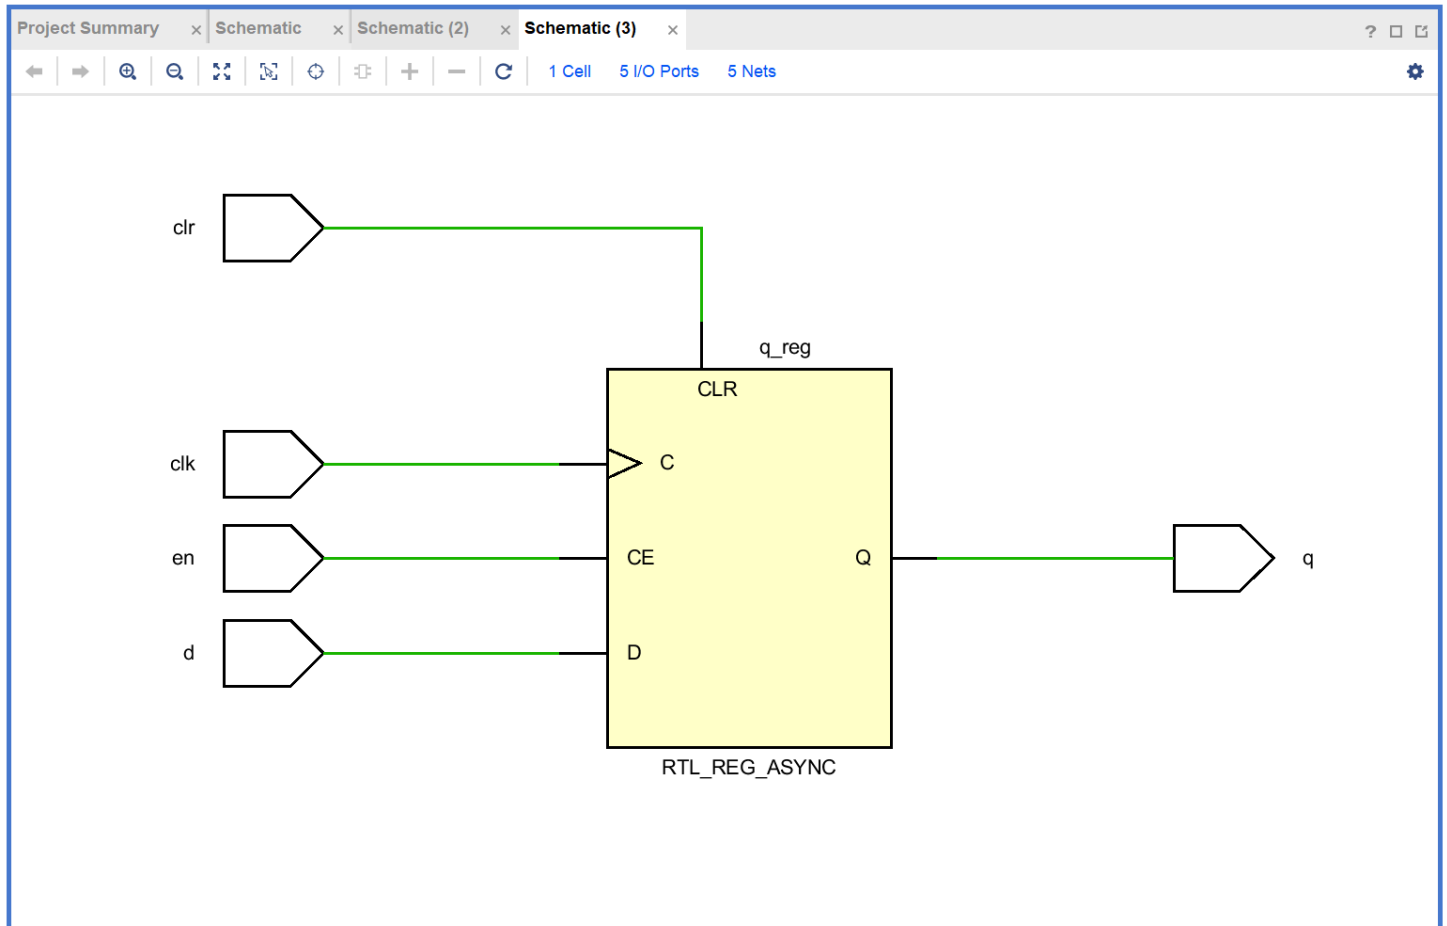 Project Summary × Schematic × Schematic (2) × Schematic (3) ×
?
1 Cell 5 I/O Ports 5 Nets
clr
q_reg
CLR
clk C
en CE Q q
d D
RTL_REG_ASYNC